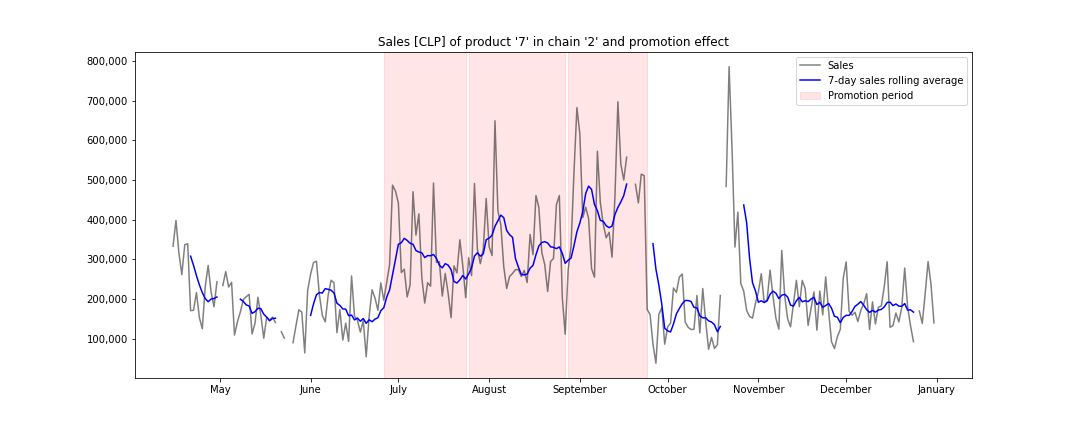 Sales [CLP] of product '7' in chain '2' and promotion effect
800,000
700,000
600,000
500,000
400,000
300,000
200,000
100,000
Sales
7-day sales rolling average
Promotion period
May
June
July
August
September
October
November
December
January